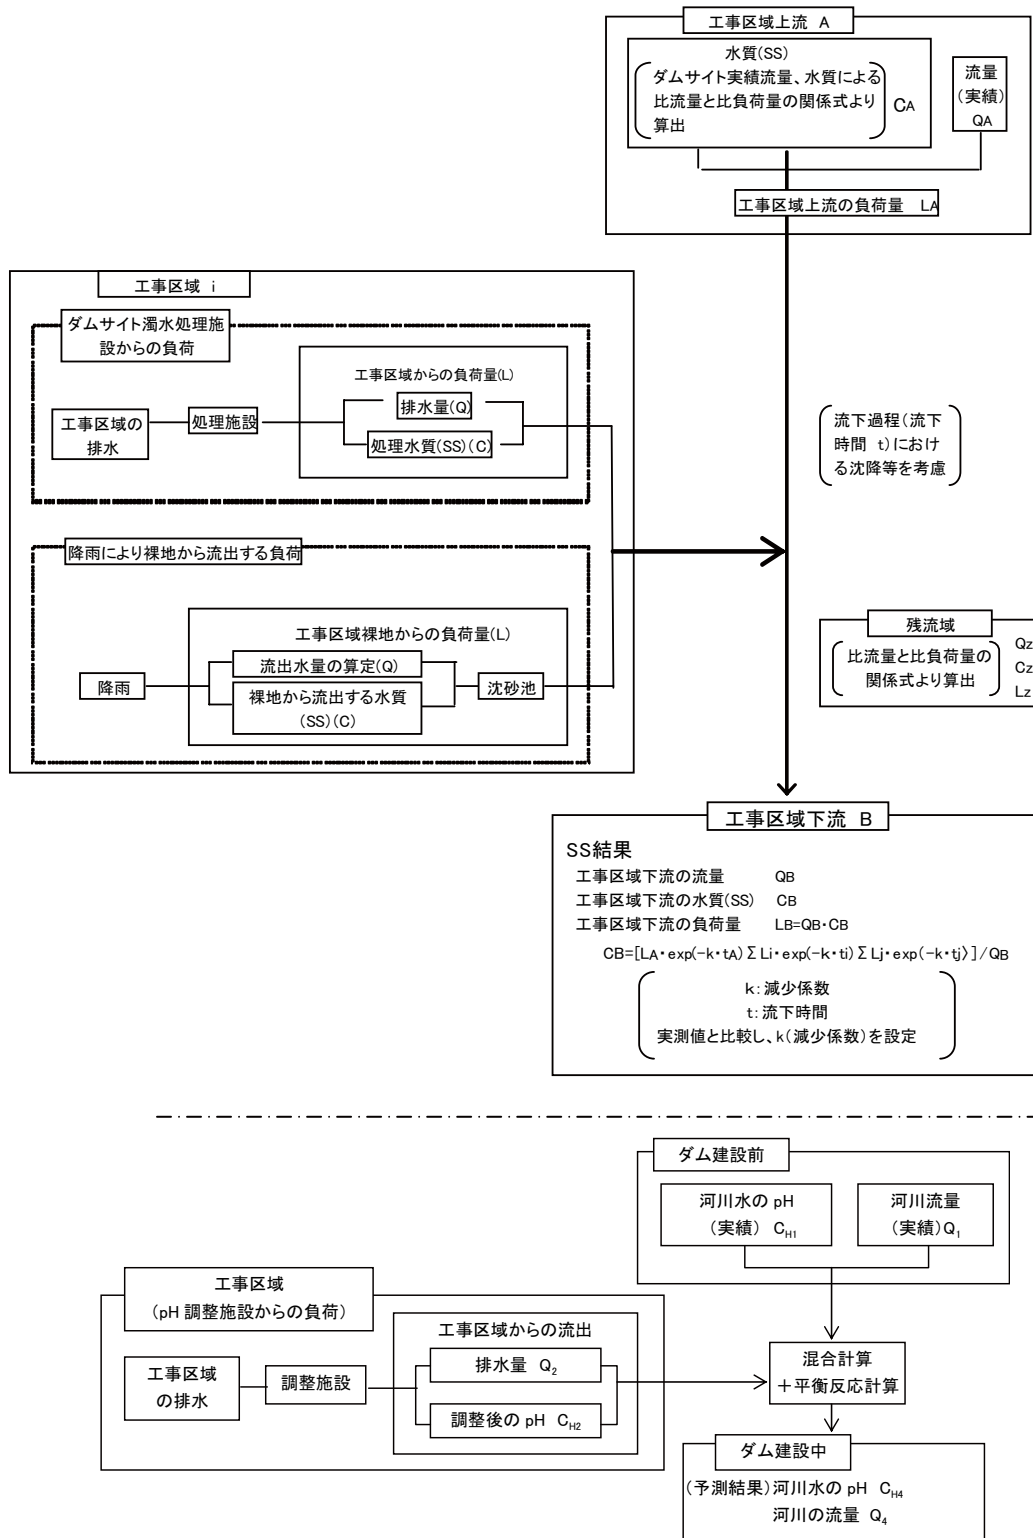 工事区域上流 A
水質(SS)
ダムサイト実績流量、水質による
比流量と比負荷量の関係式より
算出
CA
流量
(実績)
QA
工事区域上流の負荷量 LA
工事区域 i
ダムサイト濁水処理施
設からの負荷
工事区域からの負荷量(L)
工事区域の
排水
処理施設
排水量(Q)
処理水質(SS)(C)
流下過程(流下
時間 t)におけ
る沈降等を考慮
降雨により裸地から流出する負荷
工事区域裸地からの負荷量(L)
降雨
流出水量の算定(Q)
裸地から流出する水質
(SS)(C)
沈砂池
残流域
比流量と比負荷量の
関係式より算出
Qz
Cz
Lz
工事区域下流 B
SS結果
工事区域下流の流量 QB
工事区域下流の水質(SS) CB
工事区域下流の負荷量 LB=QB・CB
CB=[LA・exp(-k・tA)ΣLi・exp(-k・ti)ΣLj・exp(-k・tj)}]/QB
k:減少係数
t:流下時間
実測値と比較し、k(減少係数)を設定
ダム建設前
河川水の pH
(実績) CH1
河川流量
(実績)Q1
工事区域
(pH 調整施設からの負荷)
工事区域からの流出
工事区域
の排水
調整施設
排水量 Q2
調整後の pH CH2
混合計算
+平衡反応計算
ダム建設中
(予測結果)河川水の pH CH4
河川の流量 Q4